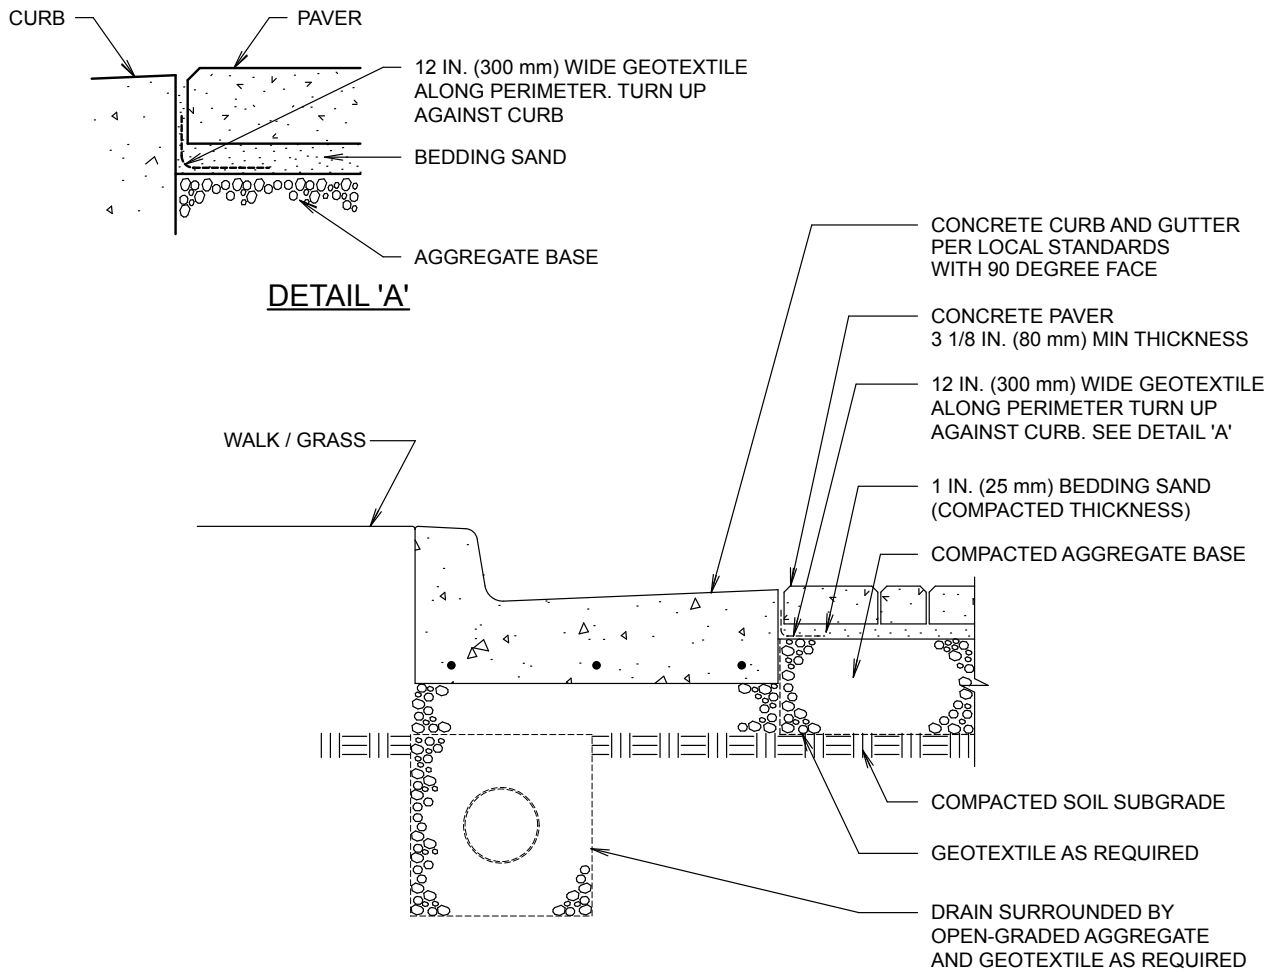 CURB
PAVER
12 IN. (300 mm) WIDE GEOTEXTILE
ALONG PERIMETER. TURN UP
AGAINST CURB
BEDDING SAND
AGGREGATE BASE
DETAIL 'A'
CONCRETE CURB AND GUTTER
PER LOCAL STANDARDS
WITH 90 DEGREE FACE
CONCRETE PAVER
3 1/8 IN. (80 mm) MIN THICKNESS
12 IN. (300 mm) WIDE GEOTEXTILE
ALONG PERIMETER TURN UP
AGAINST CURB. SEE DETAIL 'A'
WALK / GRASS
1 IN. (25 mm) BEDDING SAND
(COMPACTED THICKNESS)
COMPACTED AGGREGATE BASE
COMPACTED SOIL SUBGRADE
GEOTEXTILE AS REQUIRED
DRAIN SURROUNDED BY
OPEN-GRADED AGGREGATE
AND GEOTEXTILE AS REQUIRED